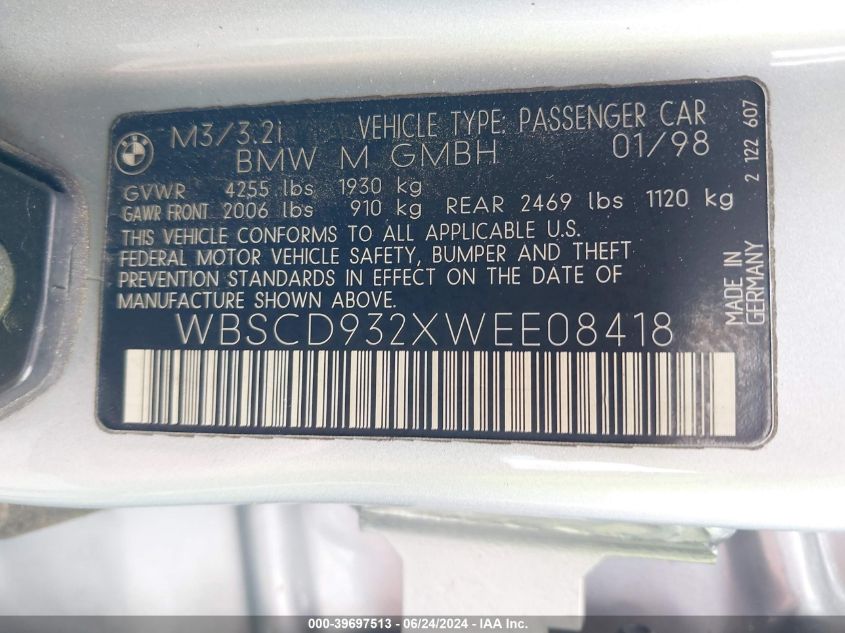 BMW
M3/3.2i VEHICLE TYPE: PASSENGER CAR
BMW M GMBH 01/98
GVWR 4255 lbs 1930 kg
GAWR FRONT 2006 lbs 910 kg REAR 2469 lbs 1120 kg
THIS VEHICLE CONFORMS TO ALL APPLICABLE U.S.
FEDERAL MOTOR VEHICLE SAFETY, BUMPER AND THEFT
PREVENTION STANDARDS IN EFFECT ON THE DATE OF
MANUFACTURE SHOWN ABOVE.
WBSCD932XWEE08418
2 122 607
MADE IN
GERMANY
000-39697513 - 06/24/2024 - IAA Inc.